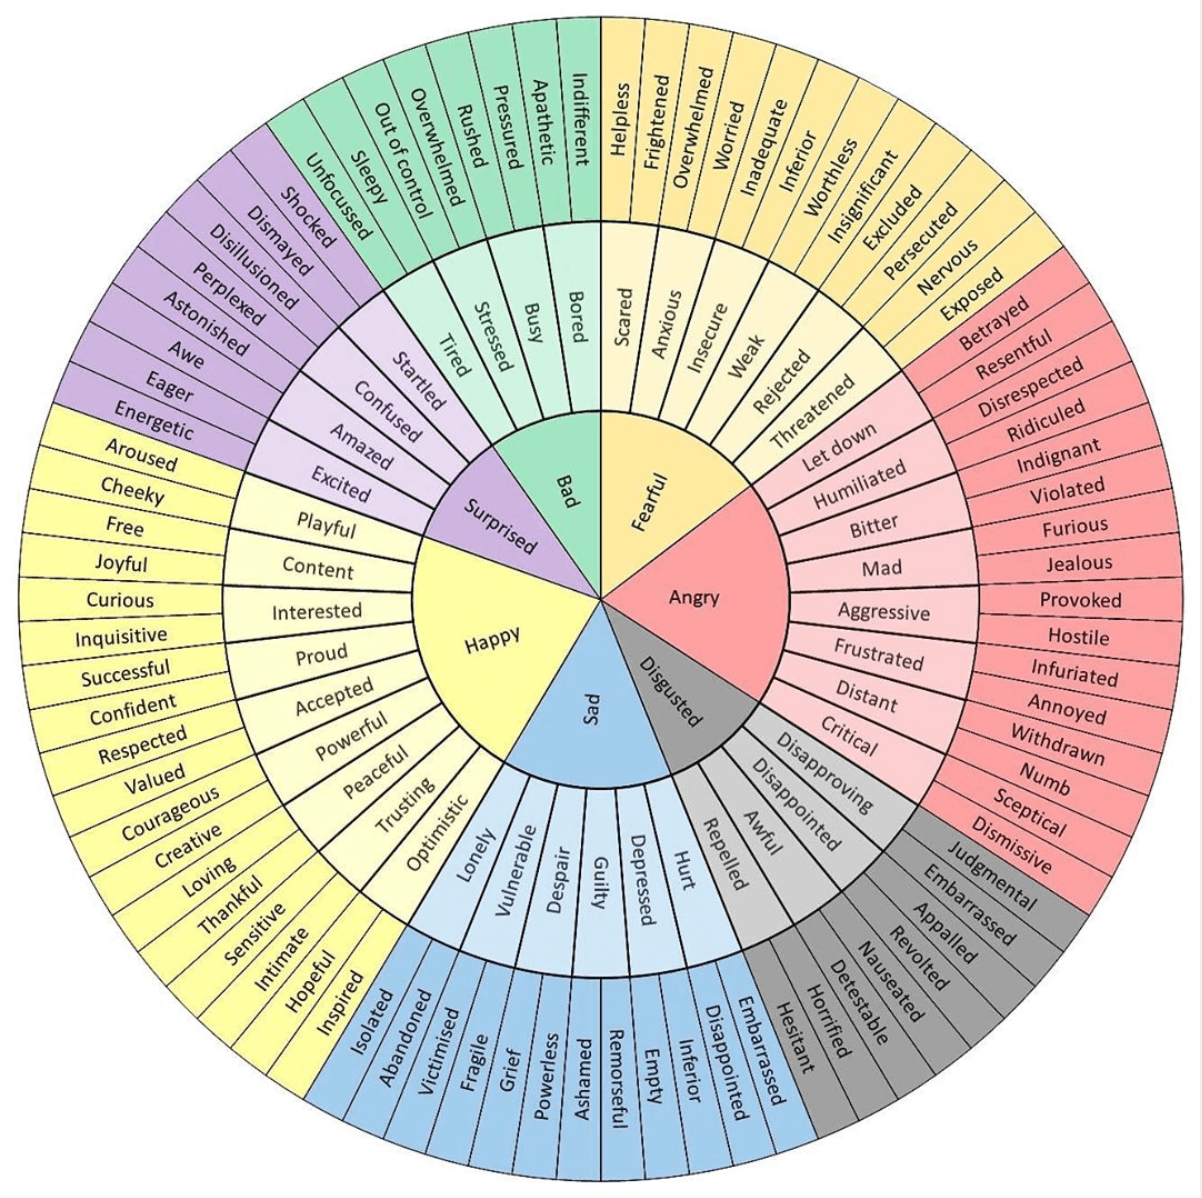 Fearful
Angry
Disgusted
Sad
Happy
Surprised
Bad
Scared
Anxious
Insecure
Weak
Rejected
Threatened
Let down
Humiliated
Bitter
Mad
Aggressive
Frustrated
Distant
Critical
Disapproving
Disappointed
Awful
Repelled
Hurt
Depressed
Guilty
Despair
Vulnerable
Lonely
Optimistic
Trusting
Peaceful
Powerful
Accepted
Proud
Interested
Content
Playful
Excited
Amazed
Confused
Startled
Tired
Stressed
Busy
Bored
Helpless
Frightened
Overwhelmed
Worried
Inadequate
Inferior
Worthless
Insignificant
Excluded
Persecuted
Nervous
Exposed
Betrayed
Resentful
Disrespected
Ridiculed
Indignant
Violated
Furious
Jealous
Provoked
Hostile
Infuriated
Annoyed
Withdrawn
Numb
Sceptical
Dismissive
Judgmental
Embarrassed
Appalled
Revolted
Nauseated
Detestable
Horrified
Hesitant
Embarrassed
Disappointed
Inferior
Empty
Remorseful
Ashamed
Powerless
Grief
Fragile
Victimised
Abandoned
Isolated
Inspired
Hopeful
Intimate
Sensitive
Thankful
Loving
Creative
Courageous
Valued
Respected
Confident
Successful
Inquisitive
Curious
Joyful
Free
Cheeky
Aroused
Energetic
Eager
Awe
Astonished
Perplexed
Disillusioned
Dismayed
Shocked
Unfocussed
Sleepy
Out of control
Overwhelmed
Rushed
Pressured
Apathetic
Indifferent